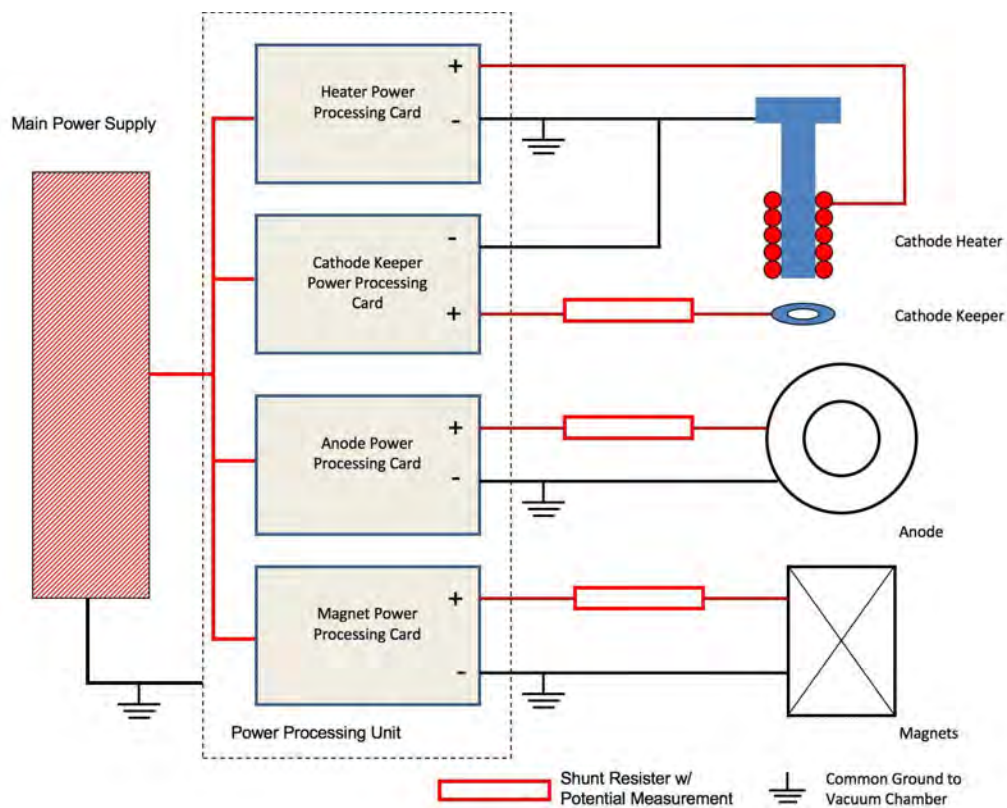 Main Power Supply
Heater Power
Processing Card
+
-
Cathode Keeper
Power Processing
Card
-
+
Anode Power
Processing Card
+
-
Magnet Power
Processing Card
+
-
Power Processing Unit
Cathode Heater
Cathode Keeper
Anode
Magnets
Shunt Resister w/
Potential Measurement
Common Ground to
Vacuum Chamber